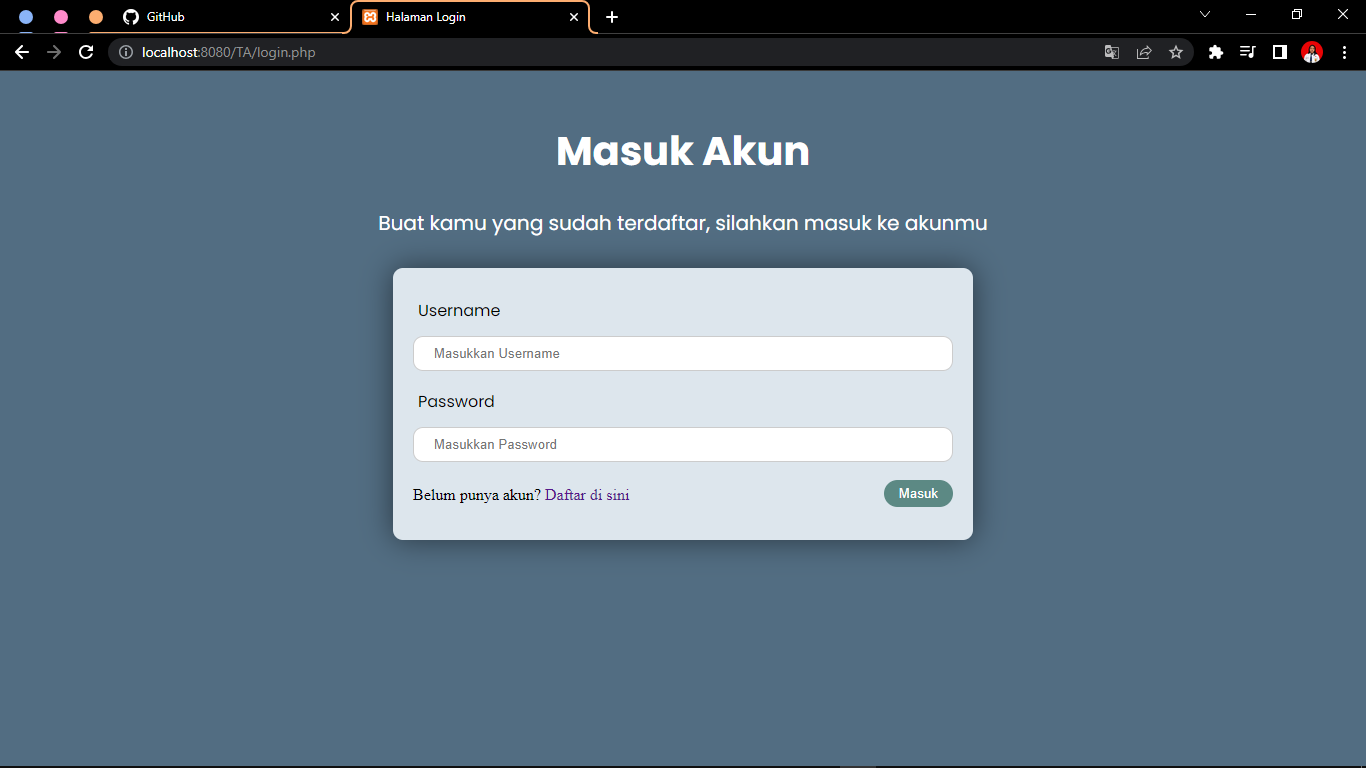 GitHub
Halaman Login
localhost:8080/TA/login.php
Masuk Akun
Buat kamu yang sudah terdaftar, silahkan masuk ke akunmu
Username
Masukkan Username
Password
Masukkan Password
Belum punya akun? Daftar di sini
Masuk